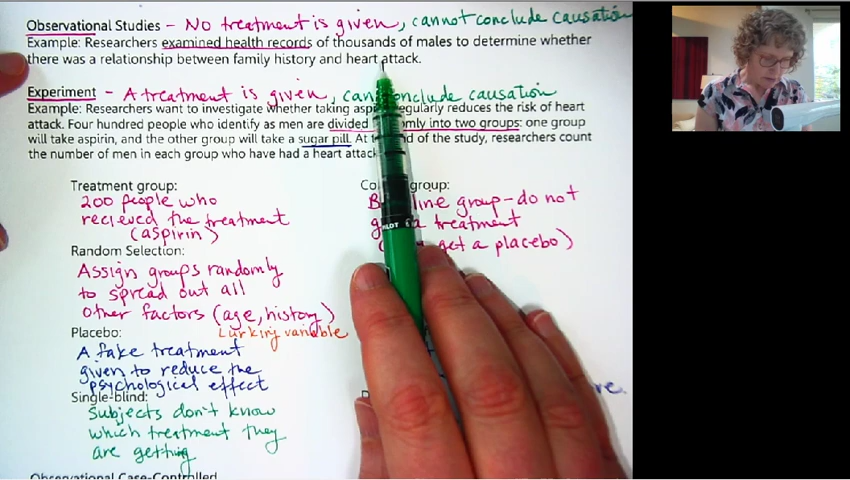 Observational Studies - No treatment is given, cannot conclude causation
Example: Researchers examined health records of thousands of males to determine whether
there was a relationship between family history and heart attack.
Experiment - A treatment is given, can conclude causation
Example: Researchers want to investigate whether taking regularly reduces the risk of heart
attack. Four hundred people who identify as men are divided into two groups: one group
will take aspirin, and the other group will take a sugar pill. At of the study, researchers count
the number of men in each group who have had a heart attack
Treatment group:
200 people who
recieved the treatment
(aspirin)
Random Selection:
Assign groups randomly
to spread out all
other factors (age, history)
Lurking variable
Placebo:
A fake treatment
given to reduce the
psychological effect
Single-blind:
Subjects don't know
which treatment they
are getting
Observational Case-Controlled
group:
line group - do not
treatment
get a placebo)
PILOT